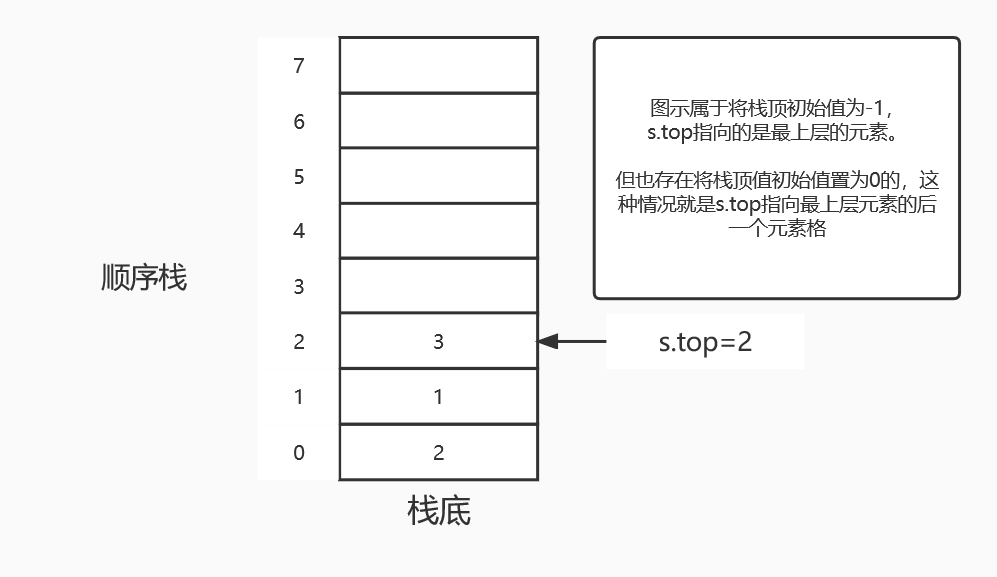 7
6
5
4
3
2
1
0
3
1
2
顺序栈
栈底
s.top=2
图示属于将栈顶初始值为-1，
s.top指向的是最上层的元素。
但也存在将栈顶值初始值置为0的，这
种情况就是s.top指向最上层元素的后
一个元素格